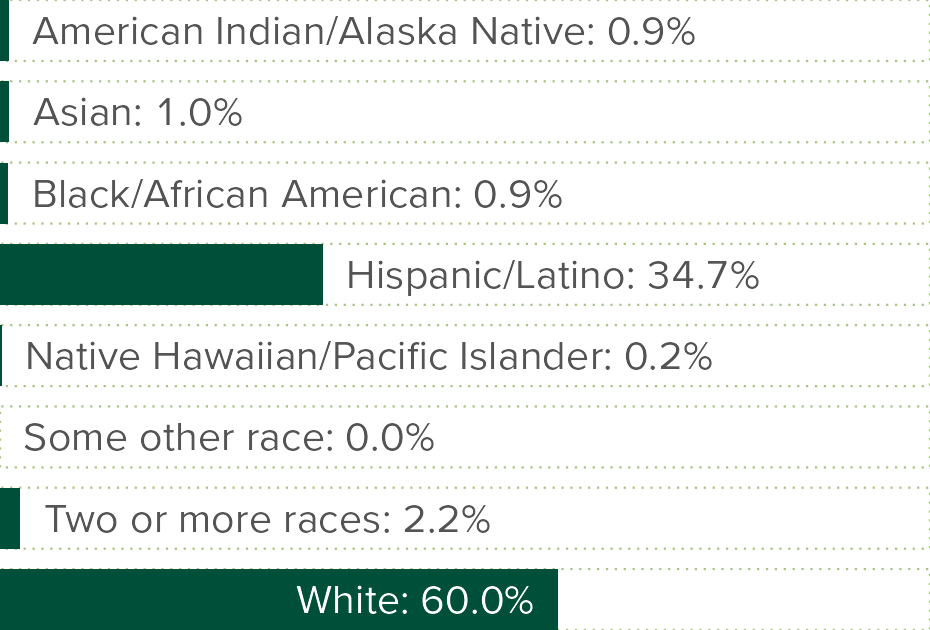 American Indian/Alaska Native: 0.9%
Asian: 1.0%
Black/African American: 0.9%
Hispanic/Latino: 34.7%
Native Hawaiian/Pacific Islander: 0.2%
Some other race: 0.0%
Two or more races: 2.2%
White: 60.0%